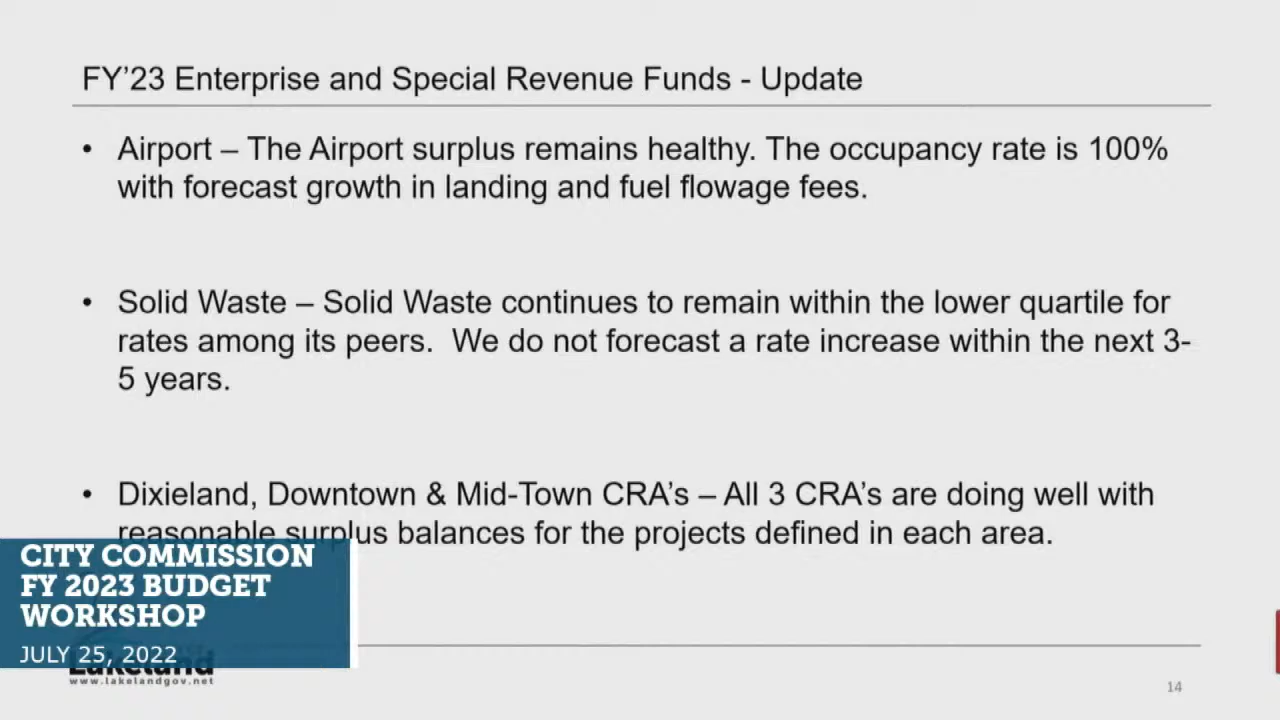 FY’23 Enterprise and Special Revenue Funds - Update
• Airport – The Airport surplus remains healthy. The occupancy rate is 100%
with forecast growth in landing and fuel flowage fees.
• Solid Waste – Solid Waste continues to remain within the lower quartile for
rates among its peers.  We do not forecast a rate increase within the next 3-
5 years.
• Dixieland, Downtown & Mid-Town CRA’s – All 3 CRA’s are doing well with
reasonable surplus balances for the projects defined in each area.
CITY COMMISSION
FY 2023 BUDGET
WORKSHOP
JULY 25, 2022
Lakeland
www.lakelandgov.net
14